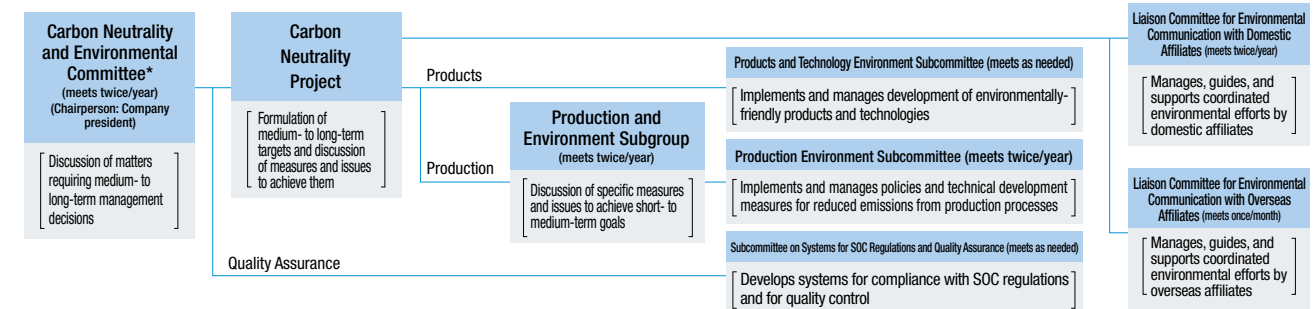 Carbon Neutrality
and Environmental
Committee*
(meets twice/year)
(Chairperson: Company
president)
Discussion of matters
requiring medium- to
long-term management
decisions
Carbon
Neutrality
Project
Formulation of
medium- to long-term
targets and discussion
of measures and issues
to achieve them
Products
Production
Quality Assurance
Production and
Environment Subgroup
(meets twice/year)
Discussion of specific measures
and issues to achieve short- to
medium-term goals
Products and Technology Environment Subcommittee (meets as needed)
Implements and manages development of environmentally-
friendly products and technologies
Production Environment Subcommittee (meets twice/year)
Implements and manages policies and technical development
measures for reduced emissions from production processes
Subcommittee on Systems for SOC Regulations and Quality Assurance (meets as needed)
Develops systems for compliance with SOC regulations
and for quality control
Liaison Committee for Environmental
Communication with Domestic
Affiliates (meets twice/year)
Manages, guides, and
supports coordinated
environmental efforts by
domestic affiliates
Liaison Committee for Environmental
Communication with Overseas
Affiliates (meets once/month)
Manages, guides, and
supports coordinated
environmental efforts by
overseas affiliates